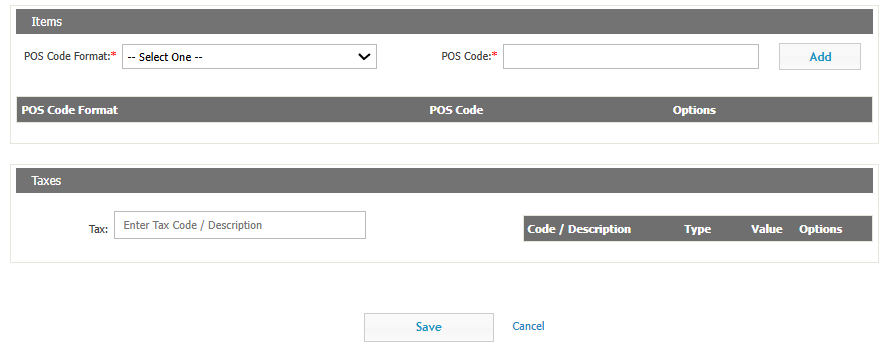 Items
POS Code Format:* -- Select One -- POS Code:* Add
POS Code Format POS Code Options
Taxes
Tax: Enter Tax Code / Description
Code / Description Type Value Options
Save Cancel